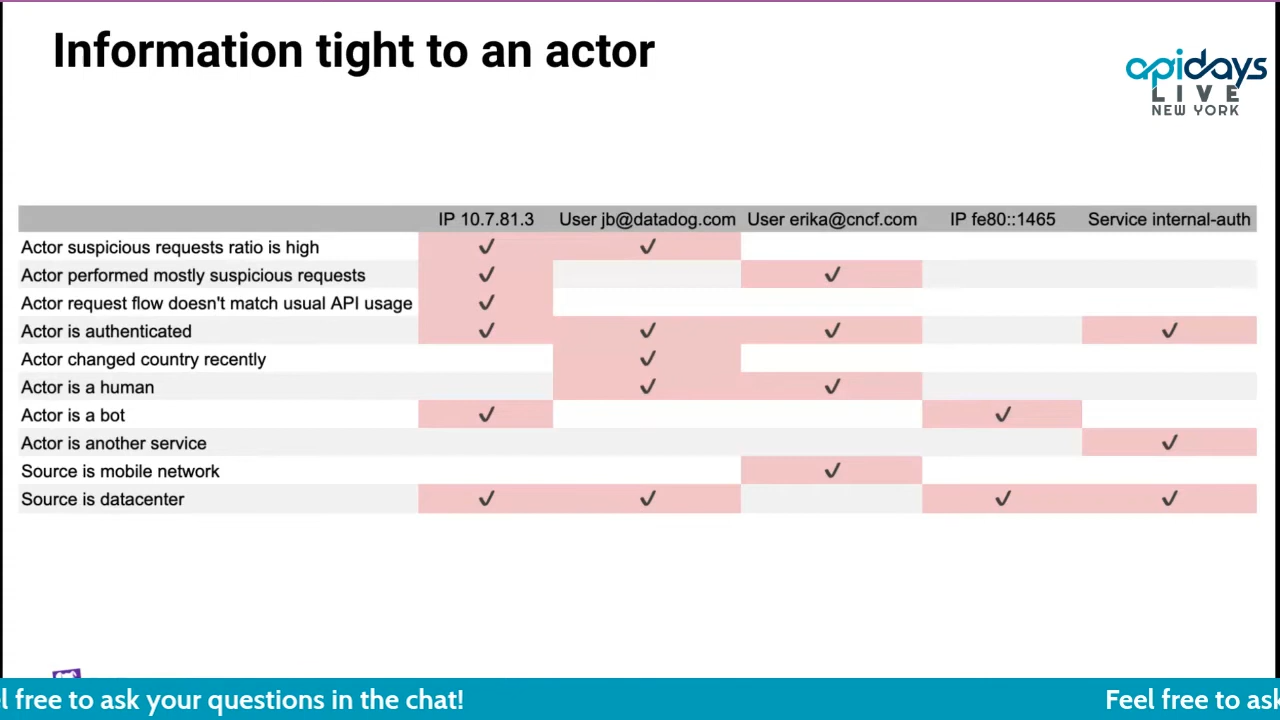 Information tight to an actor
apidays
LIVE
NEW YORK
IP 10.7.81.3 User jb@datadog.com User erika@cncf.com IP fe80::1465 Service internal-auth
Actor suspicious requests ratio is high ✓ ✓
Actor performed mostly suspicious requests ✓ ✓
Actor request flow doesn't match usual API usage ✓
Actor is authenticated ✓ ✓ ✓ ✓
Actor changed country recently ✓
Actor is a human ✓ ✓
Actor is a bot ✓ ✓
Actor is another service ✓
Source is mobile network ✓
Source is datacenter ✓ ✓ ✓ ✓
l free to ask your questions in the chat! Feel free to ask